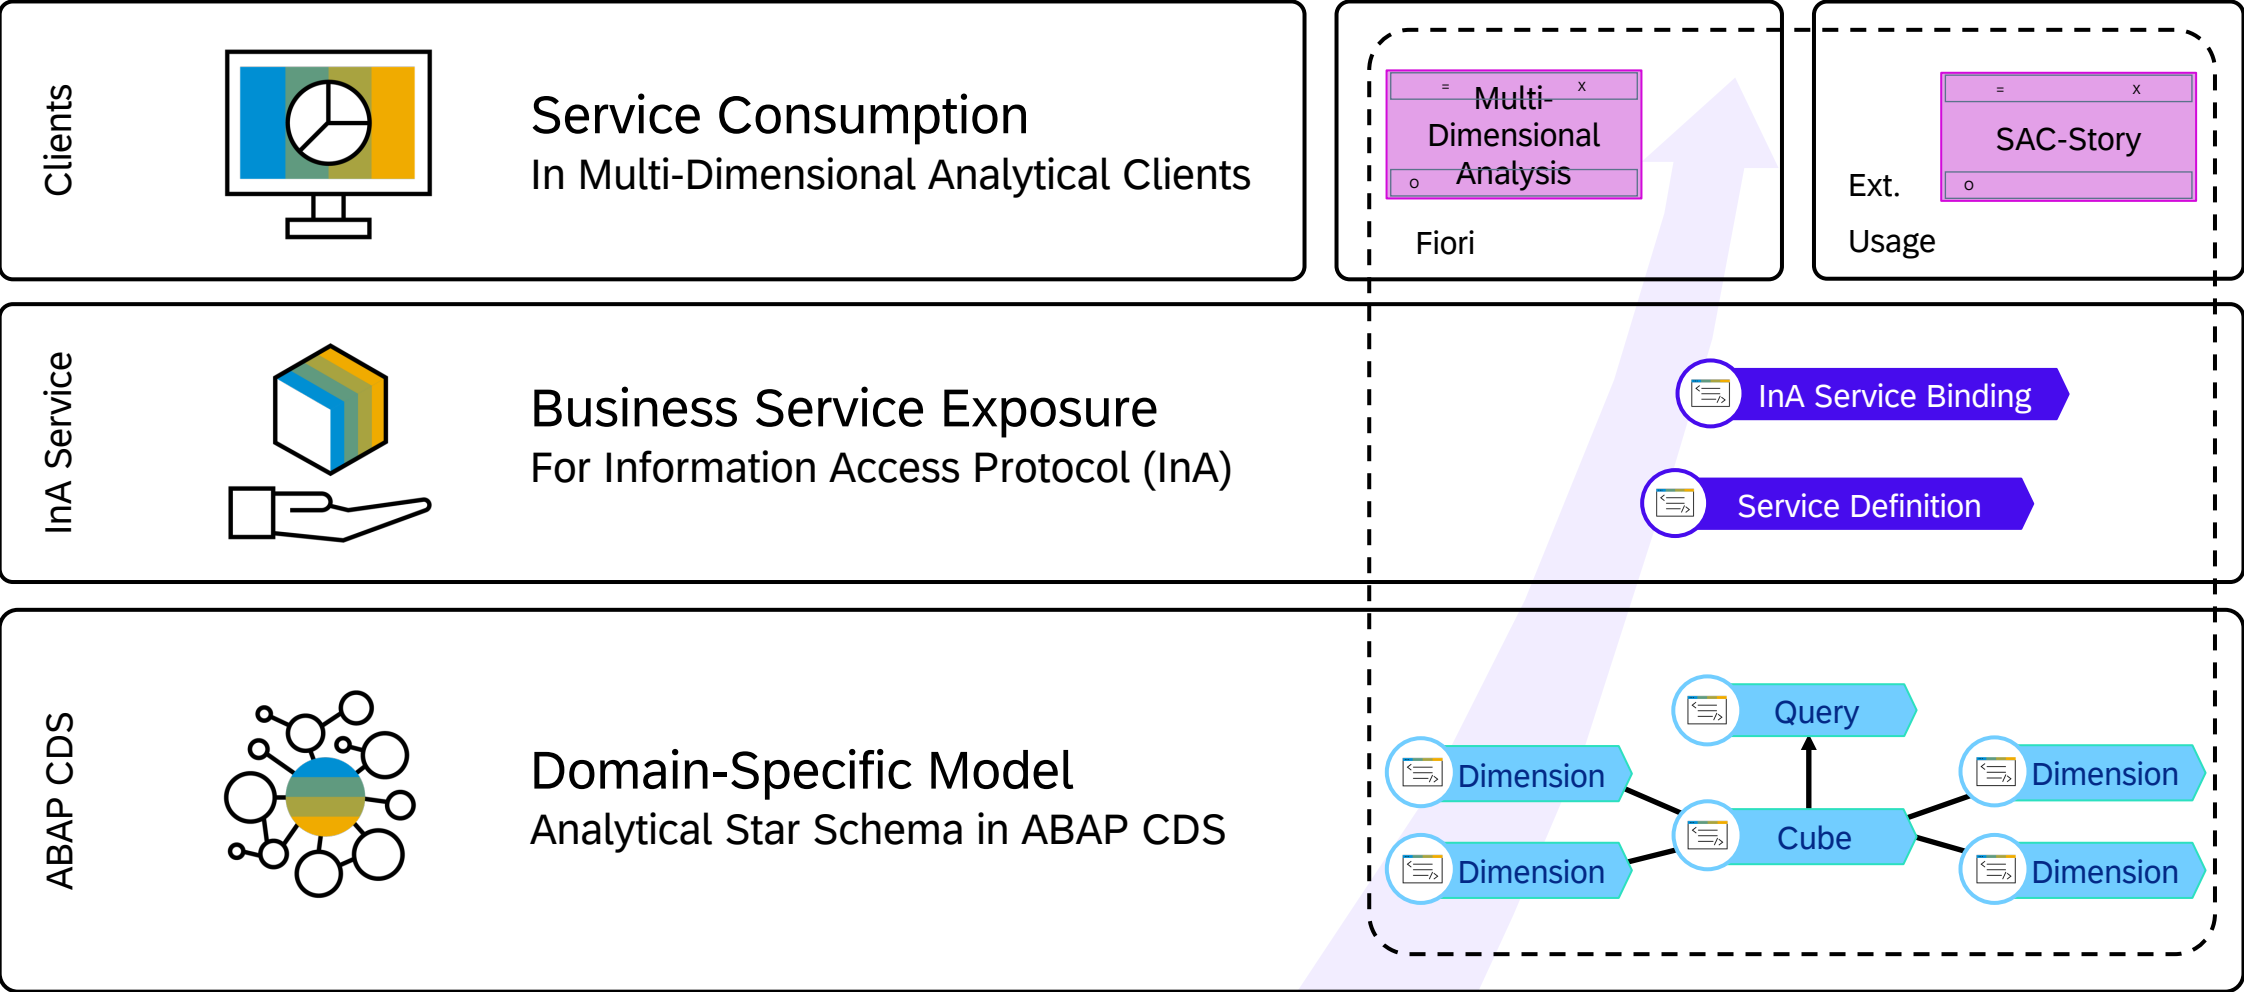 Clients
Service Consumption
In Multi-Dimensional Analytical Clients
= x
Multi-
Dimensional
Analysis
o
Fiori
= x
SAC-Story
o
Ext.
Usage
InA Service
Business Service Exposure
For Information Access Protocol (InA)
InA Service Binding
Service Definition
ABAP CDS
Domain-Specific Model
Analytical Star Schema in ABAP CDS
Query
Dimension
Dimension
Cube
Dimension
Dimension